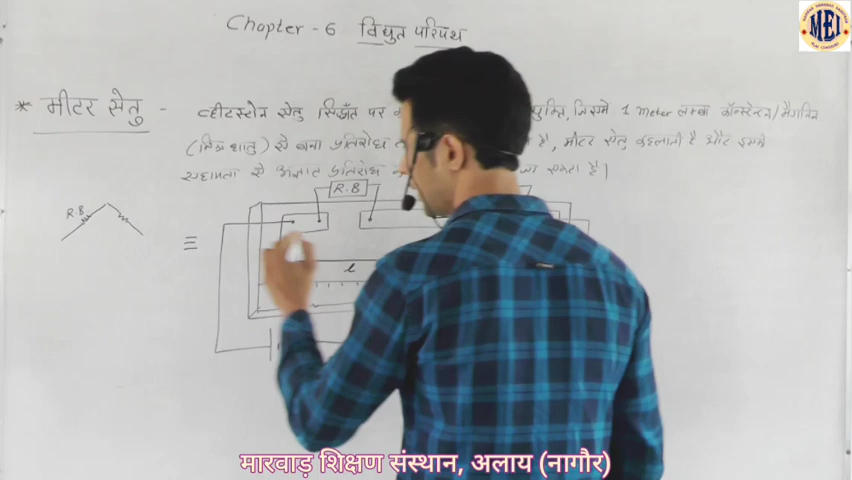 Chapter - 6 विद्युत परिपथ
MEI
* मीटर सेतु - व्हीटस्टोन सेतु सिद्धाँत पर युक्ति, जिसमे 1 meter लम्बा कॉन्स्टेन्टन/मैंगनिन
(मिश्रधातु) से बना प्रतिरोध है, मीटर सेतु कहलाती है और इसकी
सहायता से अज्ञात प्रतिरोध जा सकता है।
R.B
R.B
≡
l
मारवाड़ शिक्षण संस्थान, अलाय (नागौर)